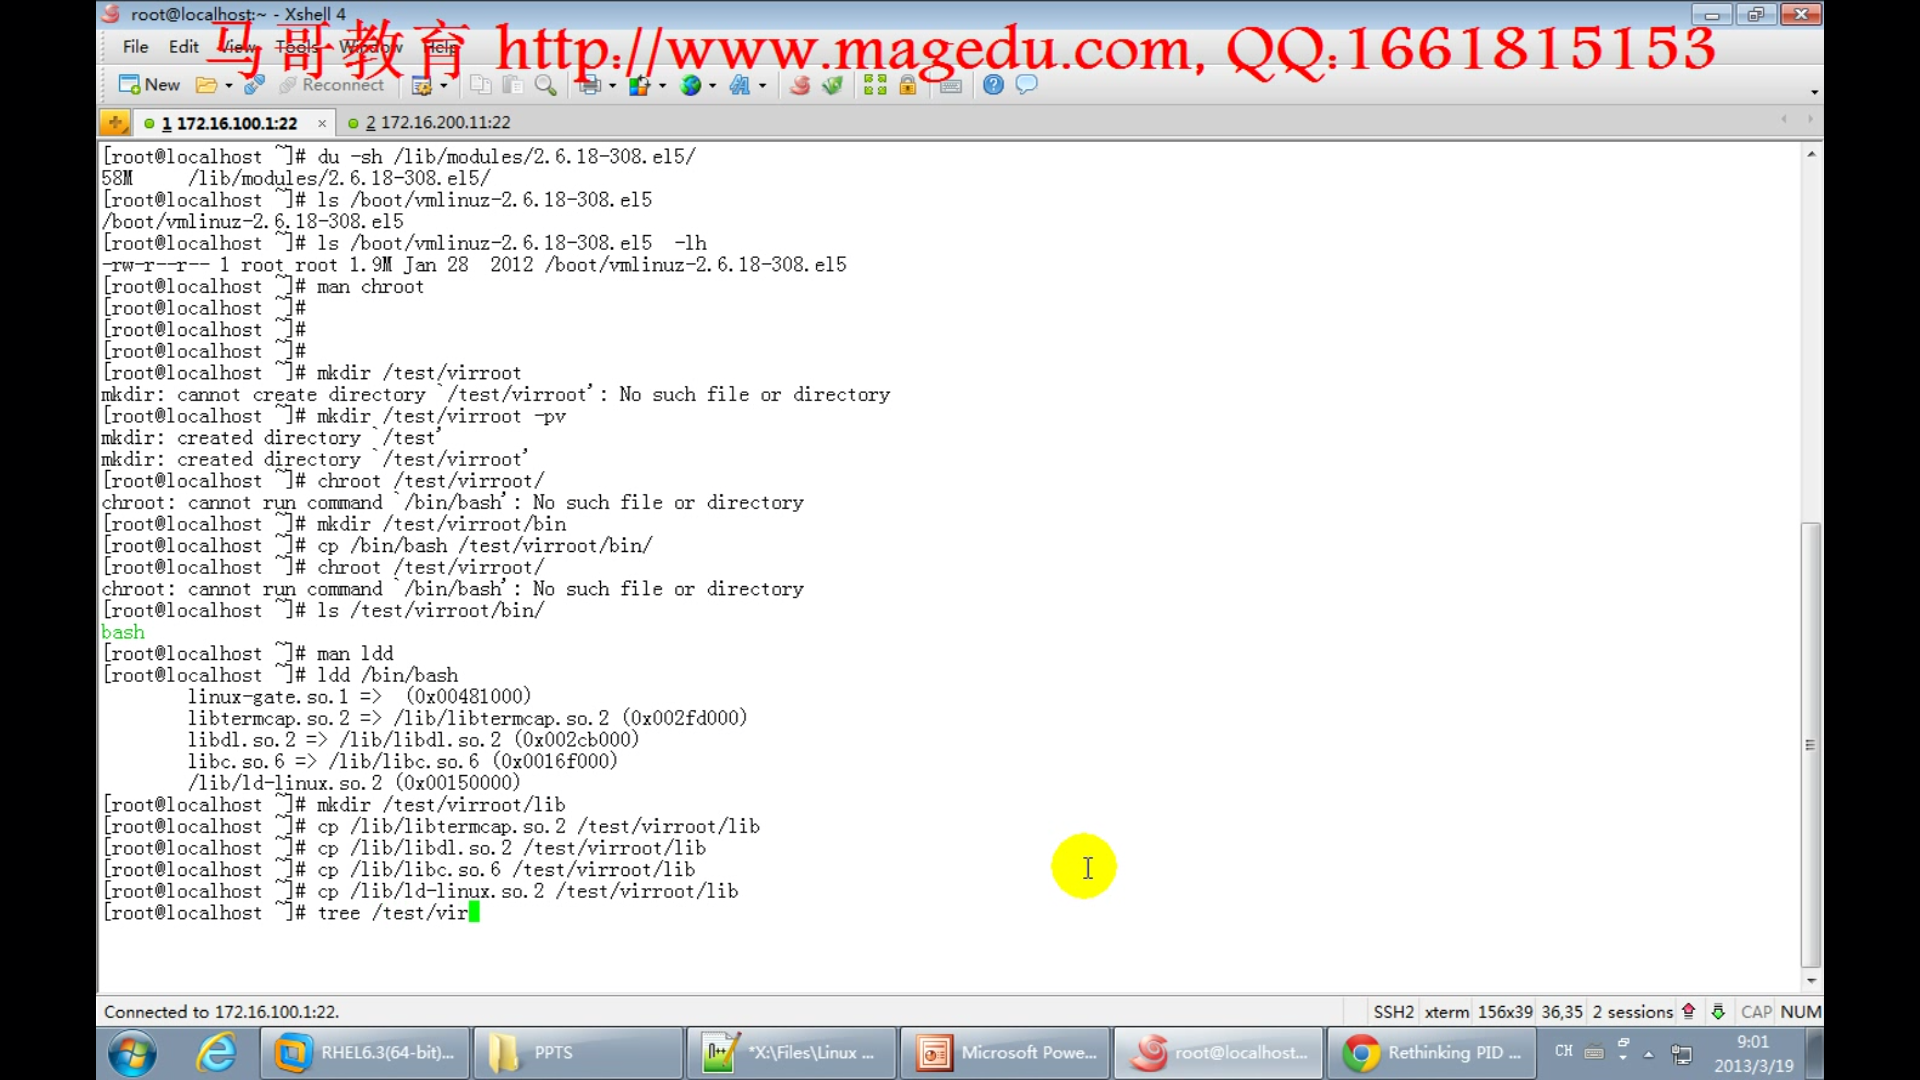 root@localhost:~ - Xshell 4
File Edit View Tools Window Help
马哥教育 http://www.magedu.com, QQ:1661815153
New Reconnect
1 172.16.100.1:22 × 2 172.16.200.11:22
[root@localhost ~]# du -sh /lib/modules/2.6.18-308.el5/
58M /lib/modules/2.6.18-308.el5/
[root@localhost ~]# ls /boot/vmlinuz-2.6.18-308.el5
/boot/vmlinuz-2.6.18-308.el5
[root@localhost ~]# ls /boot/vmlinuz-2.6.18-308.el5  -lh
-rw-r--r-- 1 root root 1.9M Jan 28  2012 /boot/vmlinuz-2.6.18-308.el5
[root@localhost ~]# man chroot
[root@localhost ~]#
[root@localhost ~]#
[root@localhost ~]#
[root@localhost ~]# mkdir /test/virroot
mkdir: cannot create directory `/test/virroot': No such file or directory
[root@localhost ~]# mkdir /test/virroot -pv
mkdir: created directory `/test'
mkdir: created directory `/test/virroot'
[root@localhost ~]# chroot /test/virroot/
chroot: cannot run command `/bin/bash': No such file or directory
[root@localhost ~]# mkdir /test/virroot/bin
[root@localhost ~]# cp /bin/bash /test/virroot/bin/
[root@localhost ~]# chroot /test/virroot/
chroot: cannot run command `/bin/bash': No such file or directory
[root@localhost ~]# ls /test/virroot/bin/
bash
[root@localhost ~]# man ldd
[root@localhost ~]# ldd /bin/bash
linux-gate.so.1 =>  (0x00481000)
libtermcap.so.2 => /lib/libtermcap.so.2 (0x002fd000)
libdl.so.2 => /lib/libdl.so.2 (0x002cb000)
libc.so.6 => /lib/libc.so.6 (0x0016f000)
/lib/ld-linux.so.2 (0x00150000)
[root@localhost ~]# mkdir /test/virroot/lib
[root@localhost ~]# cp /lib/libtermcap.so.2 /test/virroot/lib
[root@localhost ~]# cp /lib/libdl.so.2 /test/virroot/lib
[root@localhost ~]# cp /lib/libc.so.6 /test/virroot/lib
[root@localhost ~]# cp /lib/ld-linux.so.2 /test/virroot/lib
[root@localhost ~]# tree /test/vir
Connected to 172.16.100.1:22. SSH2 xterm 156x39 36,35 2 sessions CAP NUM
RHEL6.3(64-bit)... PPTS *X:\Files\Linux ... Microsoft Powe... root@localhost... Rethinking PID ... CH 9:01
2013/3/19